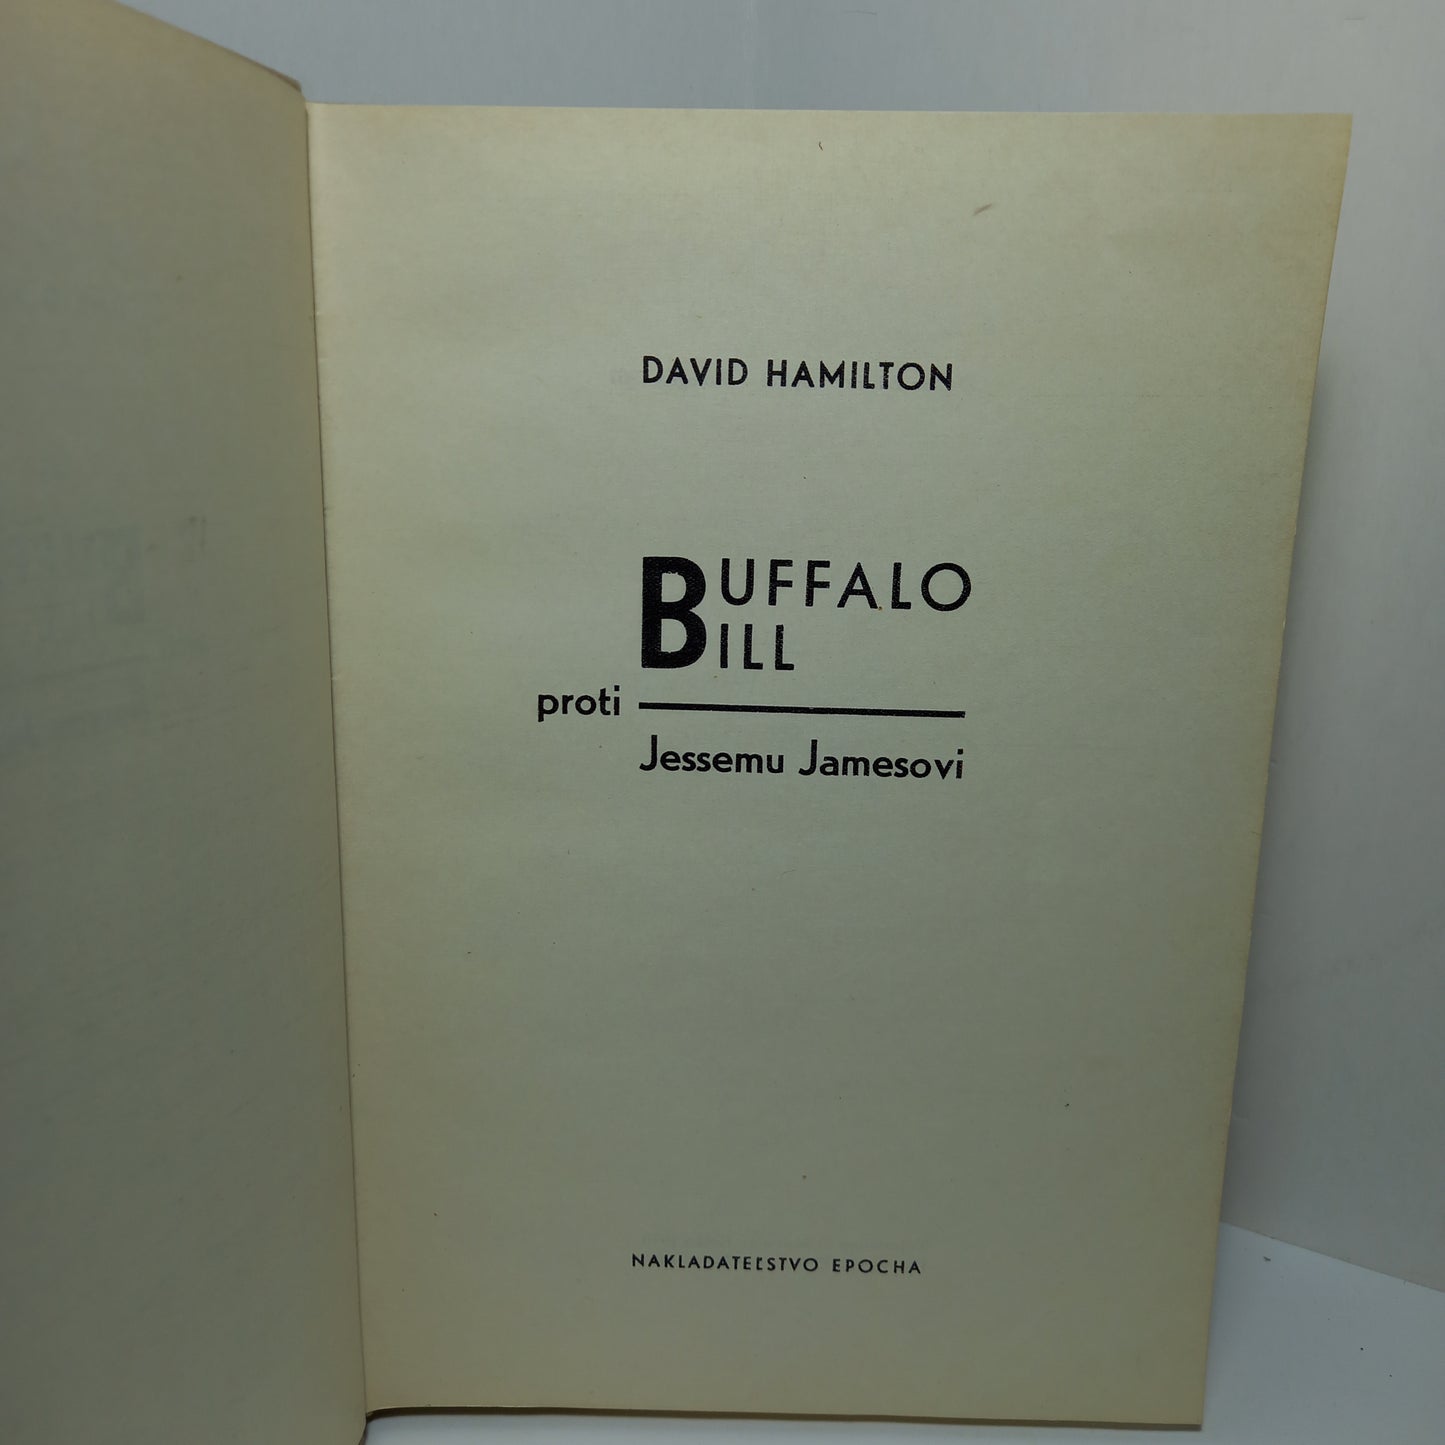 DAVID HAMILTON
BUFFALO
BILL
proti
Jessemu Jamesovi
NAKLADATEĽSTVO EPOCHA